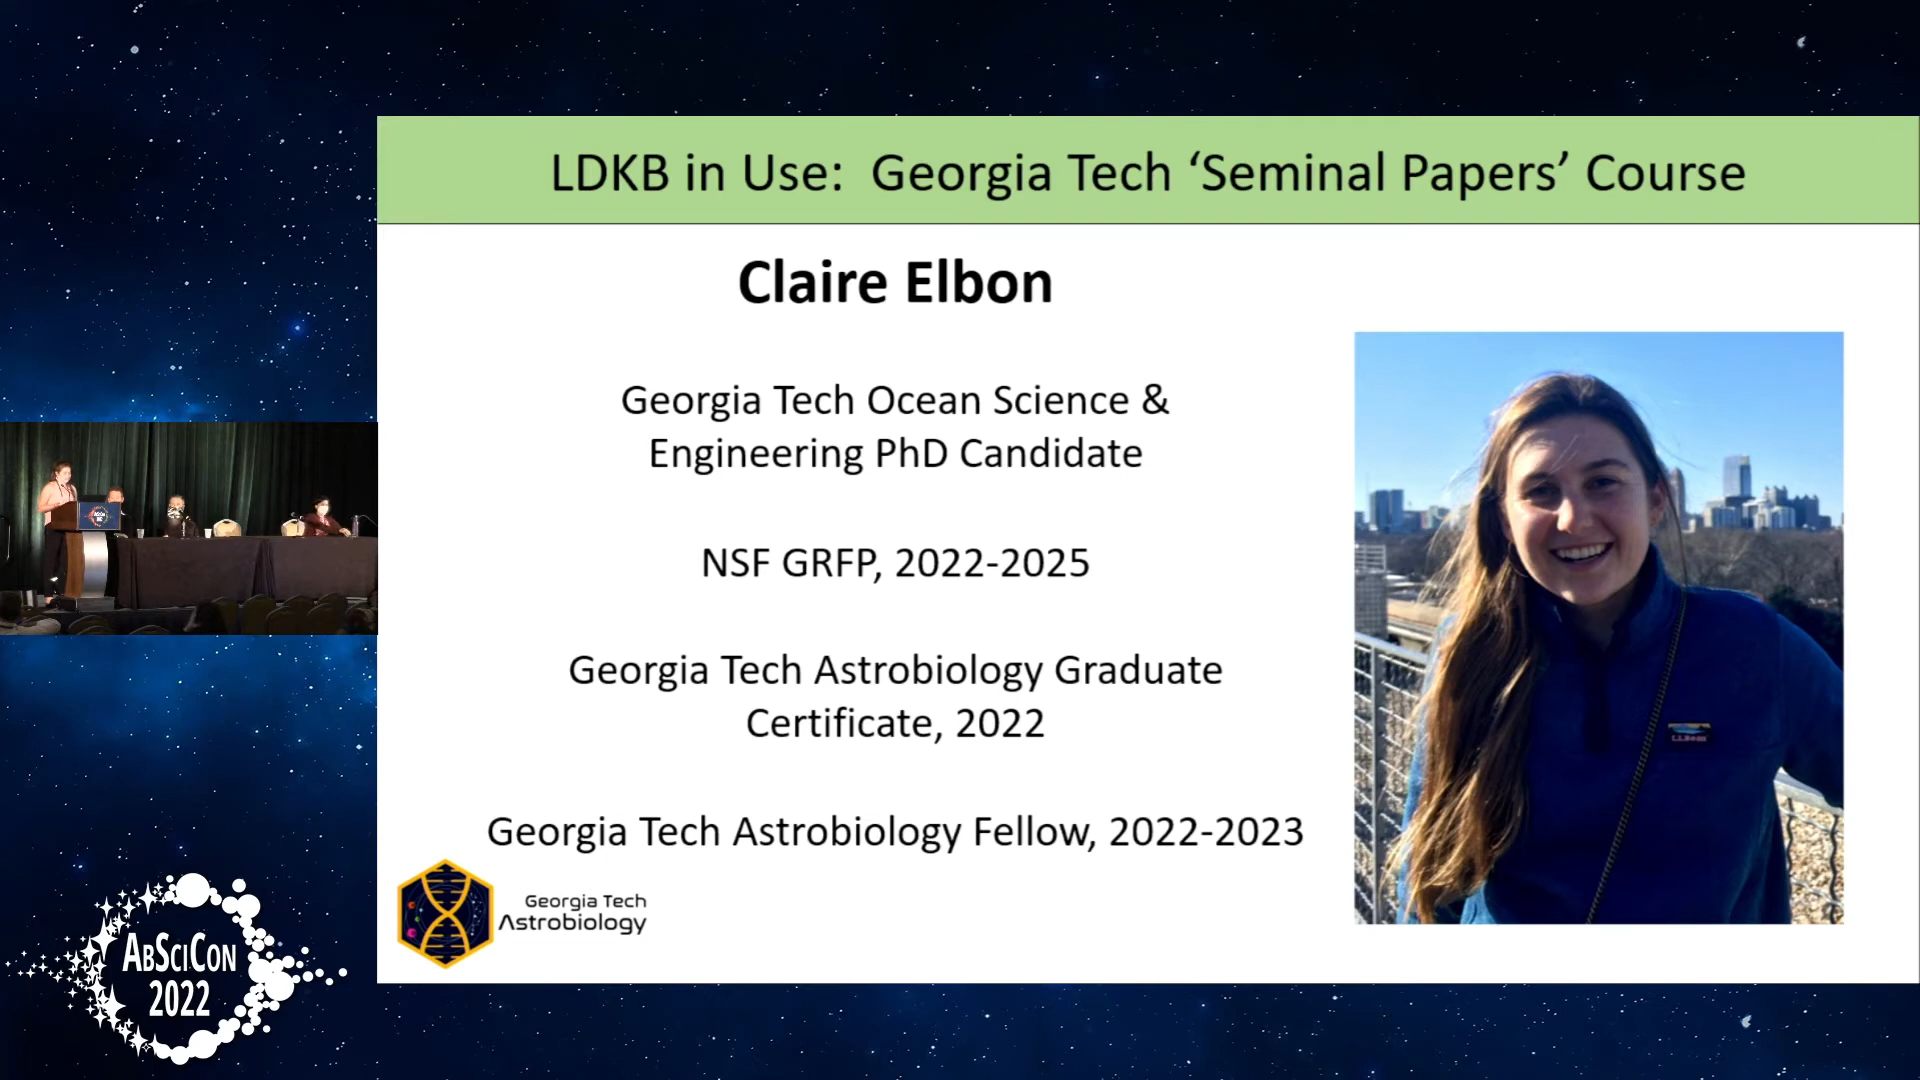 LDKB in Use: Georgia Tech ‘Seminal Papers’ Course
Claire Elbon
Georgia Tech Ocean Science &
Engineering PhD Candidate
NSF GRFP, 2022-2025
Georgia Tech Astrobiology Graduate
Certificate, 2022
Georgia Tech Astrobiology Fellow, 2022-2023
Georgia Tech
Astrobiology
L.L.Bean
ABSCICON
2022